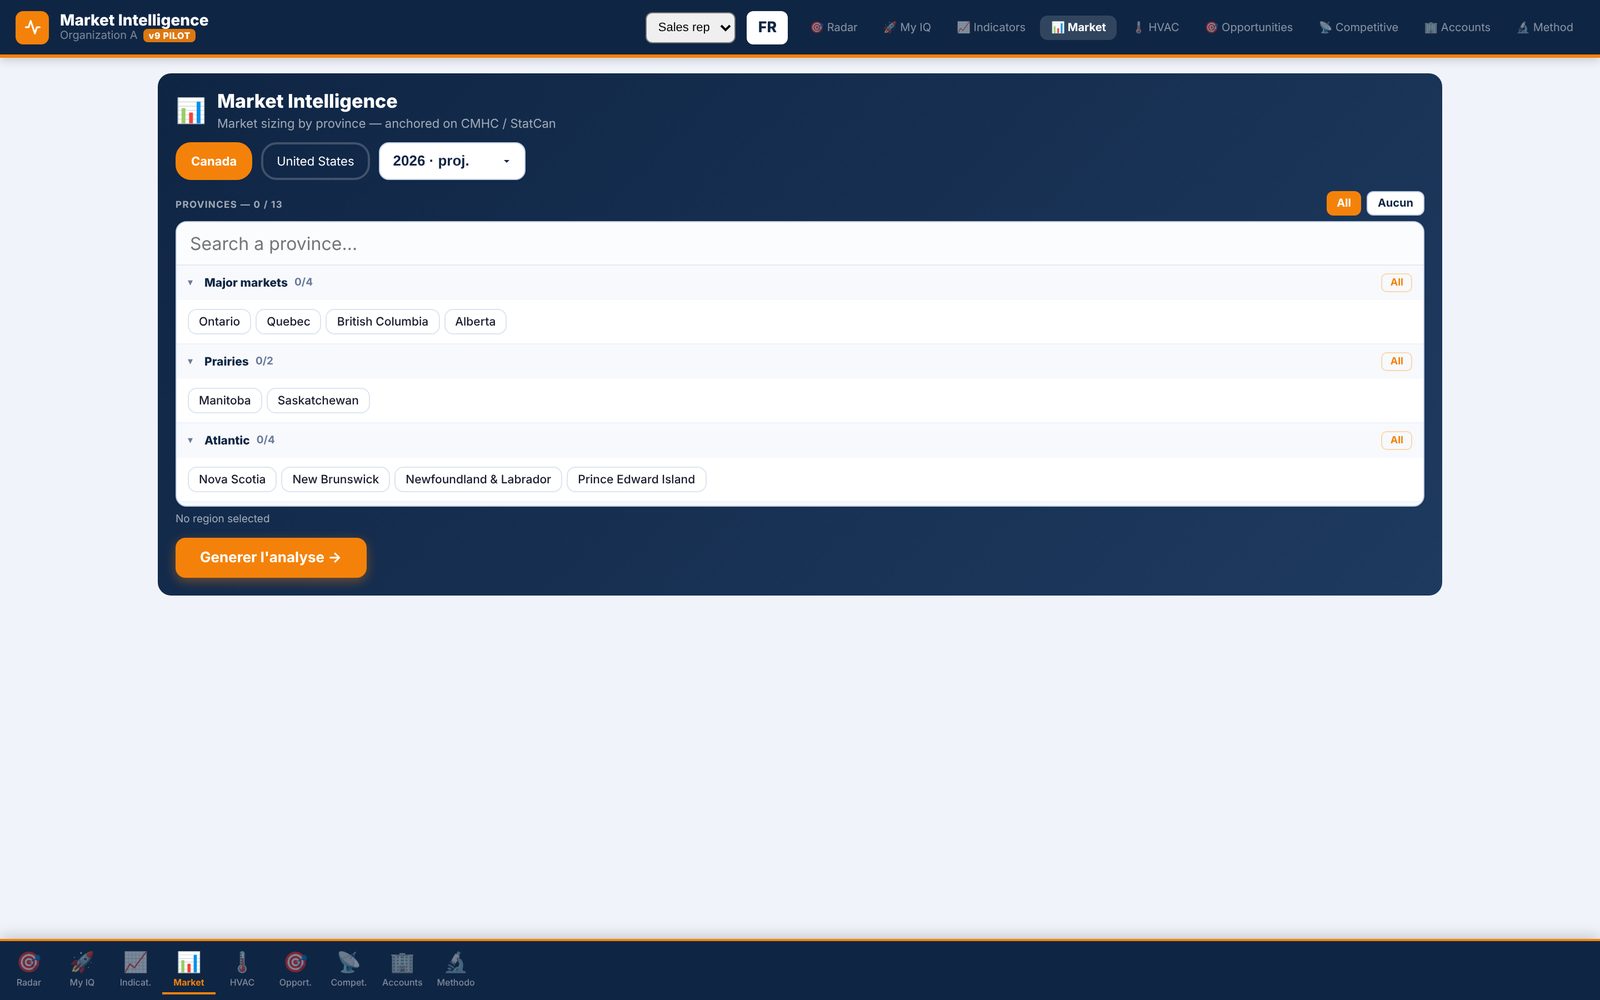 Market Intelligence
Organization A v9 PILOT
Sales rep
FR
Radar
My IQ
Indicators
Market
HVAC
Opportunities
Competitive
Accounts
Method
Market Intelligence
Market sizing by province — anchored on CMHC / StatCan
Canada
United States
2026 · proj.
PROVINCES — 0 / 13
All
Aucun
Search a province...
Major markets 0/4
All
Ontario
Quebec
British Columbia
Alberta
Prairies 0/2
All
Manitoba
Saskatchewan
Atlantic 0/4
All
Nova Scotia
New Brunswick
Newfoundland & Labrador
Prince Edward Island
No region selected
Generer l'analyse →
Radar
My IQ
Indicat.
Market
HVAC
Opport.
Compet.
Accounts
Methodo